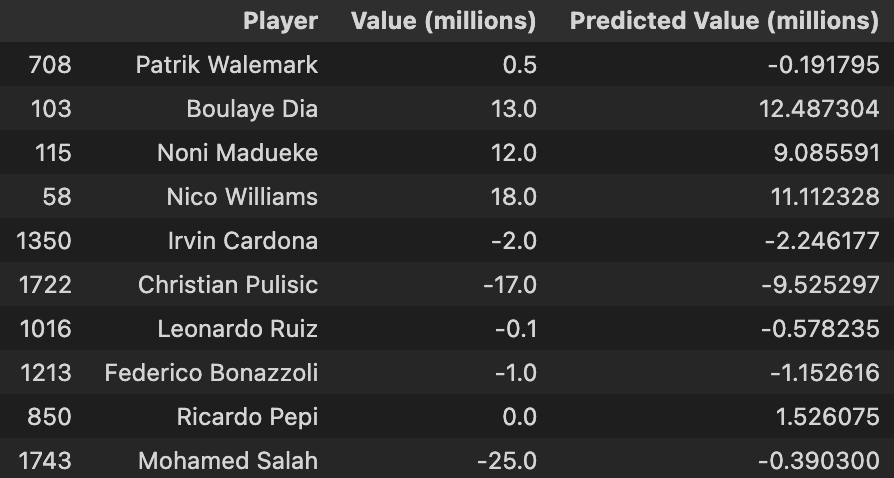 Player Value (millions) Predicted Value (millions)
708 Patrik Walemark 0.5 -0.191795
103 Boulaye Dia 13.0 12.487304
115 Noni Madueke 12.0 9.085591
58 Nico Williams 18.0 11.112328
1350 Irvin Cardona -2.0 -2.246177
1722 Christian Pulisic -17.0 -9.525297
1016 Leonardo Ruiz -0.1 -0.578235
1213 Federico Bonazzoli -1.0 -1.152616
850 Ricardo Pepi 0.0 1.526075
1743 Mohamed Salah -25.0 -0.390300